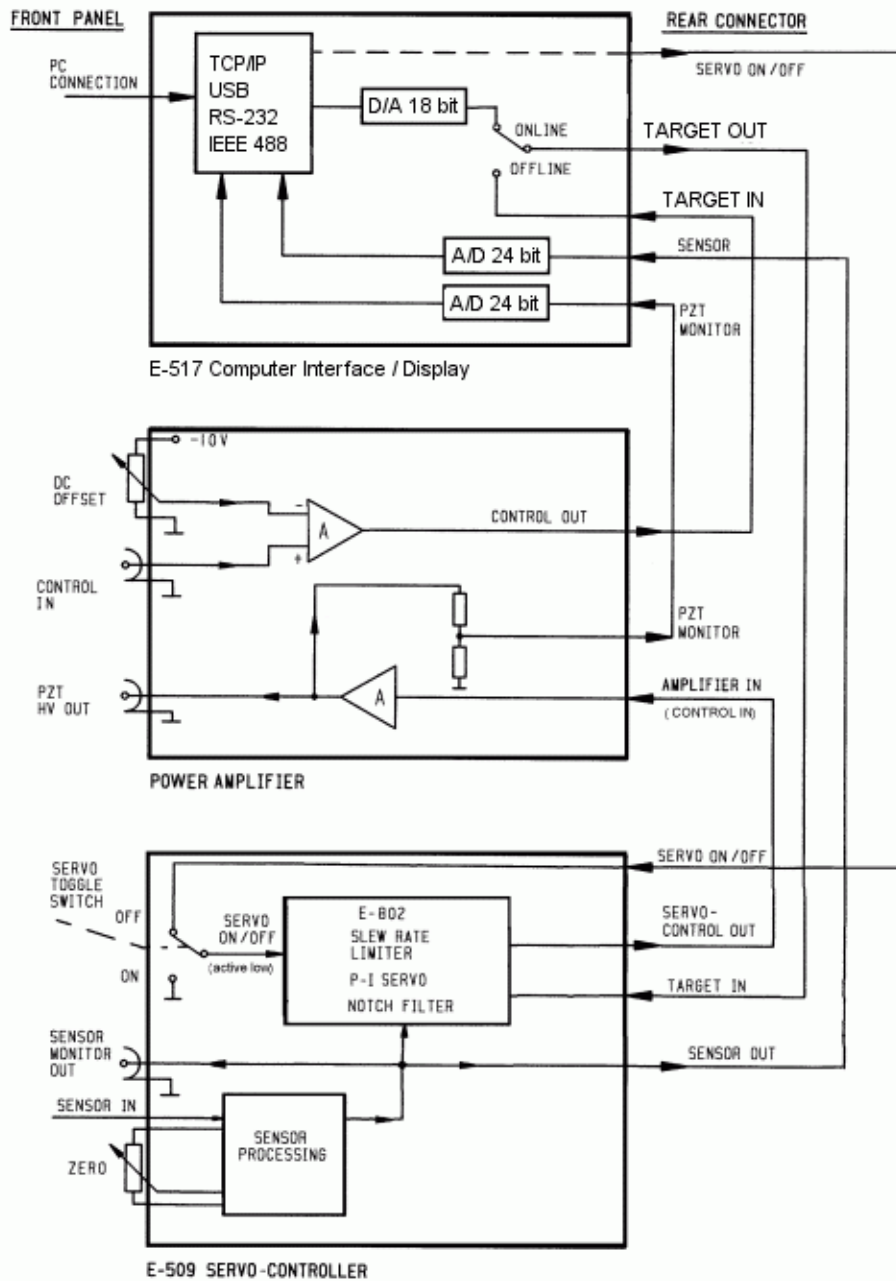 FRONT PANEL
REAR CONNECTOR
PC
CONNECTION
TCP/IP
USB
RS-232
IEEE 488
SERVO ON/OFF
D/A 18 bit
ONLINE
OFFLINE
TARGET OUT
TARGET IN
A/D 24 bit
SENSOR
A/D 24 bit
PZT
MONITOR
E-517 Computer Interface / Display
-10V
DC
OFFSET
-
A
+
CONTROL OUT
CONTROL
IN
PZT
MONITOR
PZT
HV OUT
A
AMPLIFIER IN
(CONTROL IN)
POWER AMPLIFIER
SERVO
TOGGLE
SWITCH
OFF
ON
SERVO
ON/OFF
(active low)
E-802
SLEW RATE
LIMITER
P-I SERVO
NOTCH FILTER
SERVO ON/OFF
SERVO-
CONTROL OUT
TARGET IN
SENSOR
MONITOR
OUT
SENSOR OUT
SENSOR IN
SENSOR
PROCESSING
ZERO
E-509 SERVO-CONTROLLER